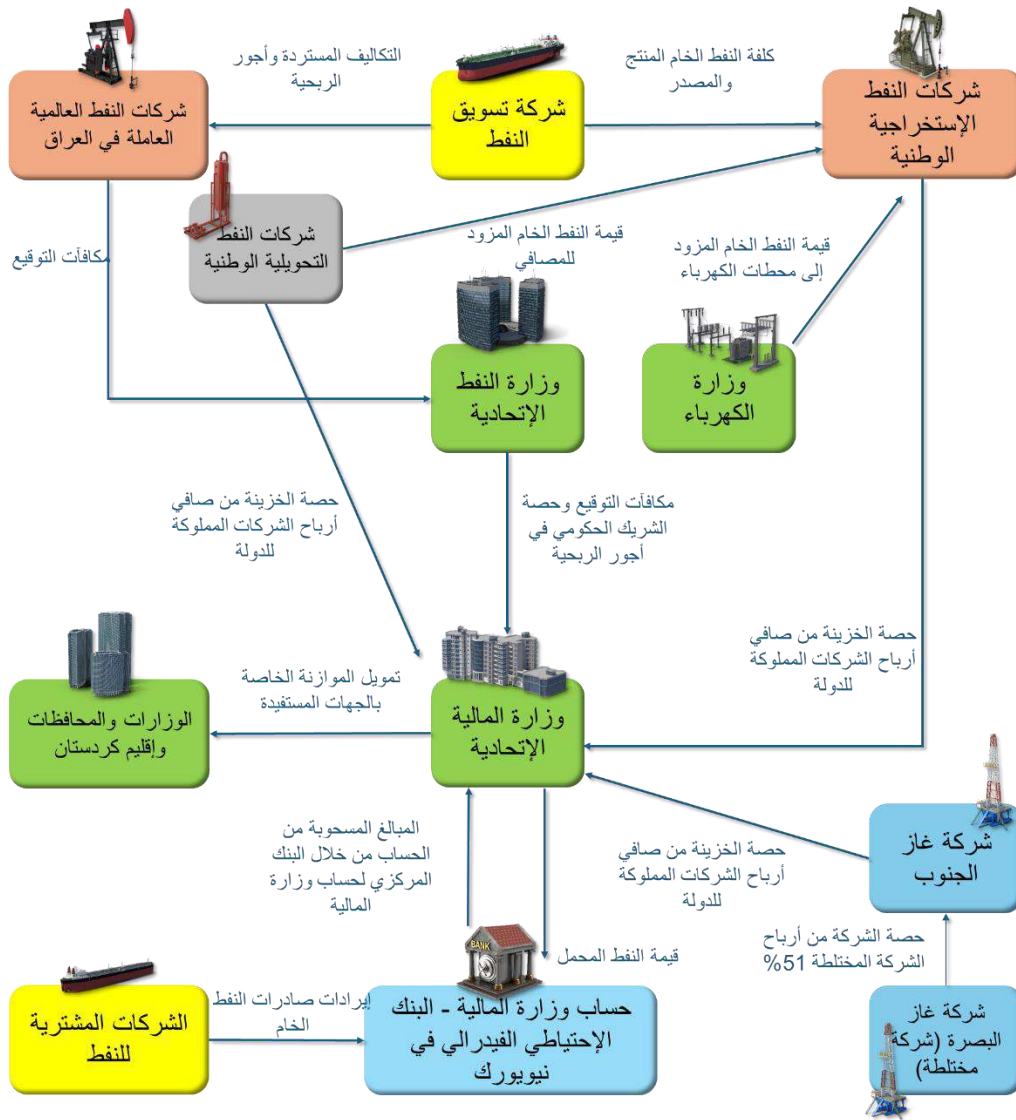 التكاليف المستردة وأجور
الربحية
كلفة النفط الخام المنتج
والمصدر
شركات النفط
الإستخراجية
الوطنية
شركة تسويق
النفط
شركات النفط العالمية
العاملة في العراق
شركات النفط
التحويلية الوطنية
قيمة النفط الخام المزود
للمصافي
قيمة النفط الخام المزود
إلى محطات الكهرباء
مكافآت التوقيع
وزارة النفط
الإتحادية
وزارة
الكهرباء
حصة الخزينة من صافي
أرباح الشركات المملوكة
للدولة
مكافآت التوقيع وحصة
الشريك الحكومي في
أجور الربحية
حصة الخزينة من صافي
أرباح الشركات المملوكة
للدولة
تمويل الموازنة الخاصة
بالجهات المستفيدة
وزارة المالية
الإتحادية
الوزارات والمحافظات
وإقليم كردستان
المبالغ المسحوبة من
الحساب من خلال البنك
المركزي لحساب وزارة
المالية
حصة الخزينة من صافي
أرباح الشركات المملوكة
للدولة
شركة غاز
الجنوب
حصة الشركة من أرباح
الشركة المختلطة 51%
BANK
قيمة النفط المحمل
إيرادات صادرات النفط
الخام
الشركات المشترية
للنفط
حساب وزارة المالية - البنك
الإحتياطي الفيدرالي في
نيويورك
شركة غاز
البصرة (شركة
مختلطة)